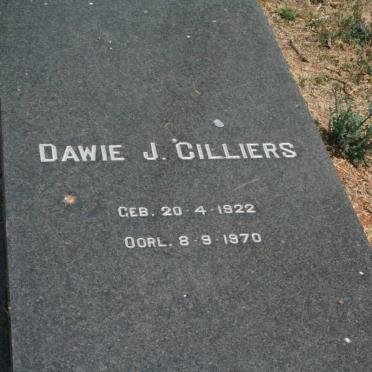 DAWIE J. CILLIERS
GEB. 20-4-1922
OORL. 8-9-1970